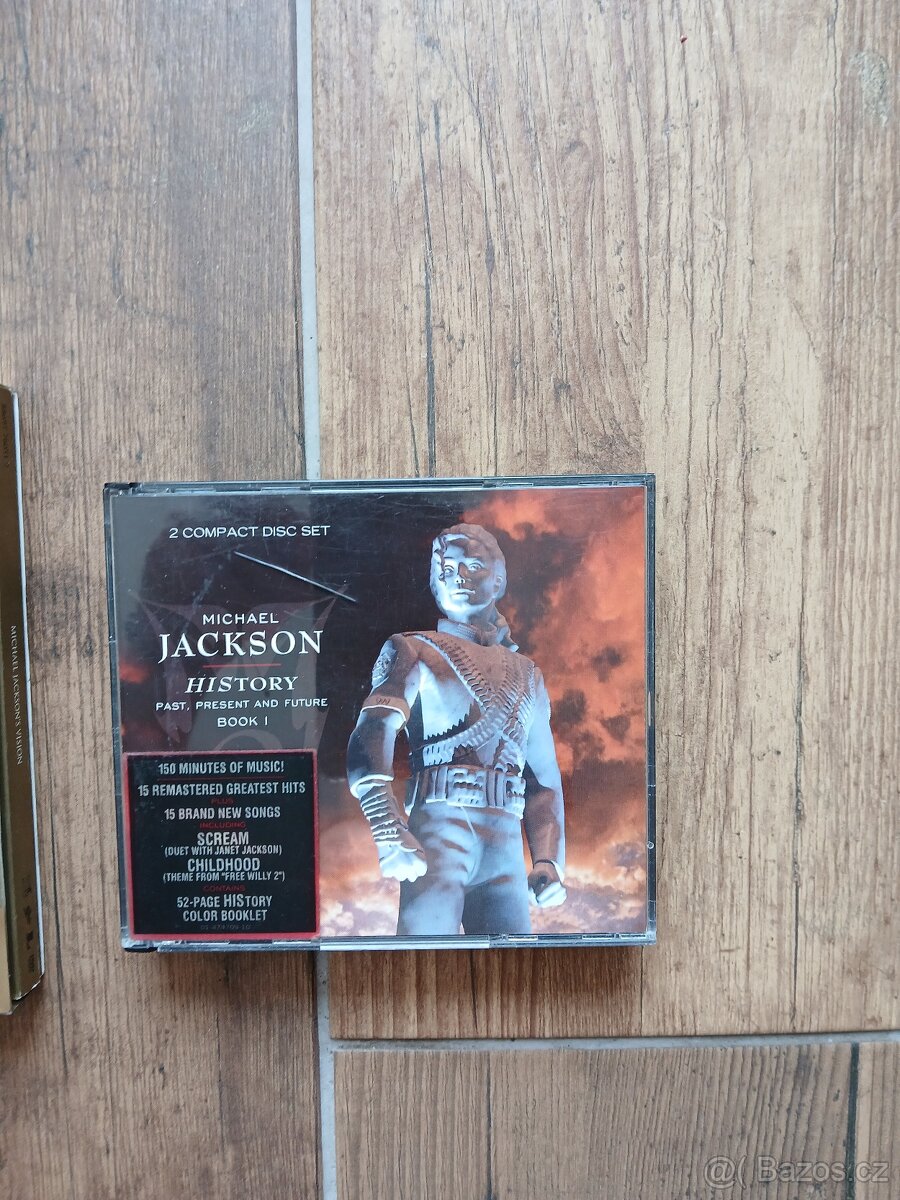 2 COMPACT DISC SET
MICHAEL
JACKSON
HISTORY
PAST, PRESENT AND FUTURE
BOOK I
150 MINUTES OF MUSIC!
15 REMASTERED GREATEST HITS
PLUS
15 BRAND NEW SONGS
INCLUDING
SCREAM
(DUET WITH JANET JACKSON)
CHILDHOOD
(THEME FROM "FREE WILLY 2")
CONTAINS
52-PAGE HIStory
COLOR BOOKLET
MICHAEL JACKSON'S VISION
@( Bazos.cz